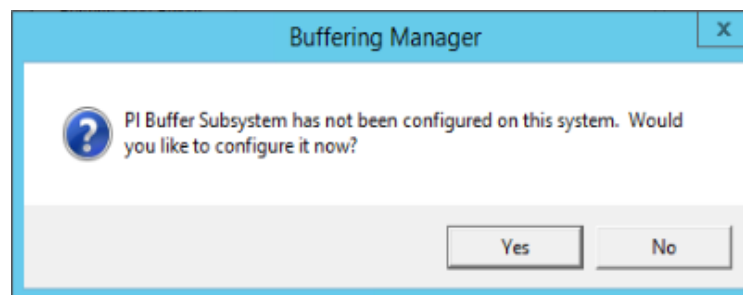 Buffering Manager
x
PI Buffer Subsystem has not been configured on this system. Would
you like to configure it now?
Yes
No